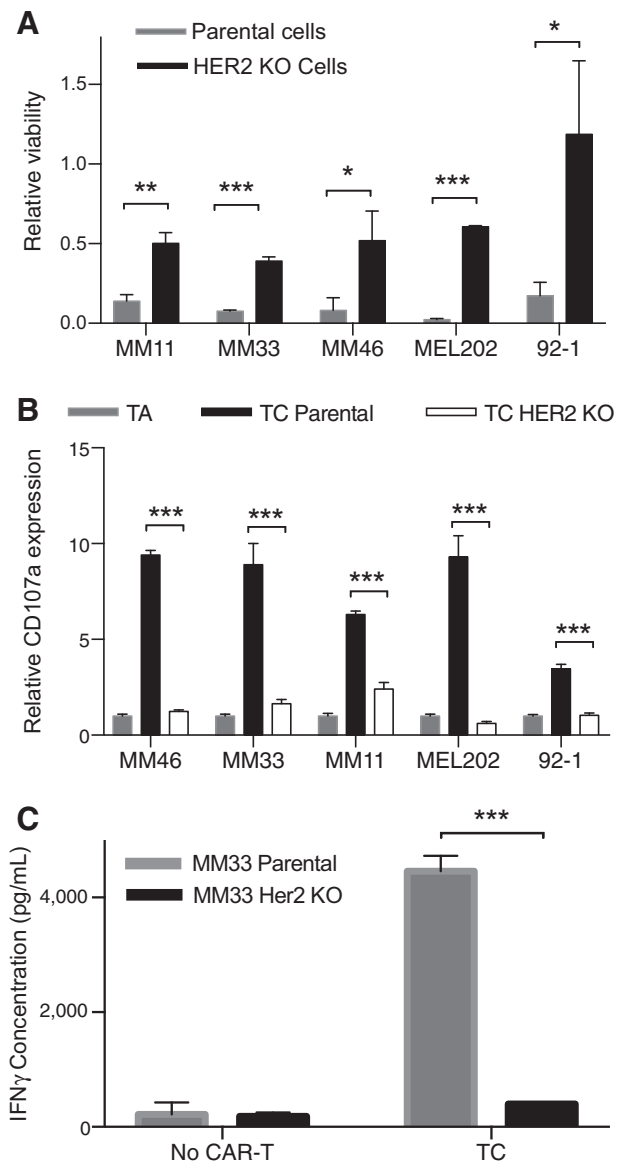 A
Parental cells
HER2 KO Cells
Relative viability
1.5
1.0
0.5
0.0
** *** * *** *
MM11 MM33 MM46 MEL202 92-1
B
TA TC Parental TC HER2 KO
Relative CD107a expression
15
10
5
0
*** *** *** *** ***
MM46 MM33 MM11 MEL202 92-1
C
MM33 Parental
MM33 Her2 KO
IFNγ Concentration (pg/mL)
4,000
2,000
0
***
No CAR-T TC